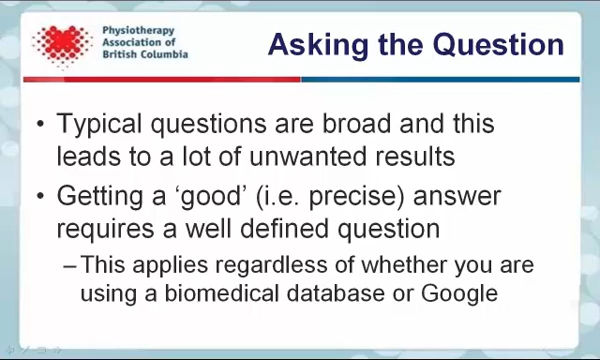 Physiotherapy
Association of
British Columbia
Asking the Question
• Typical questions are broad and this
leads to a lot of unwanted results
• Getting a ‘good’ (i.e. precise) answer
requires a well defined question
–This applies regardless of whether you are
using a biomedical database or Google